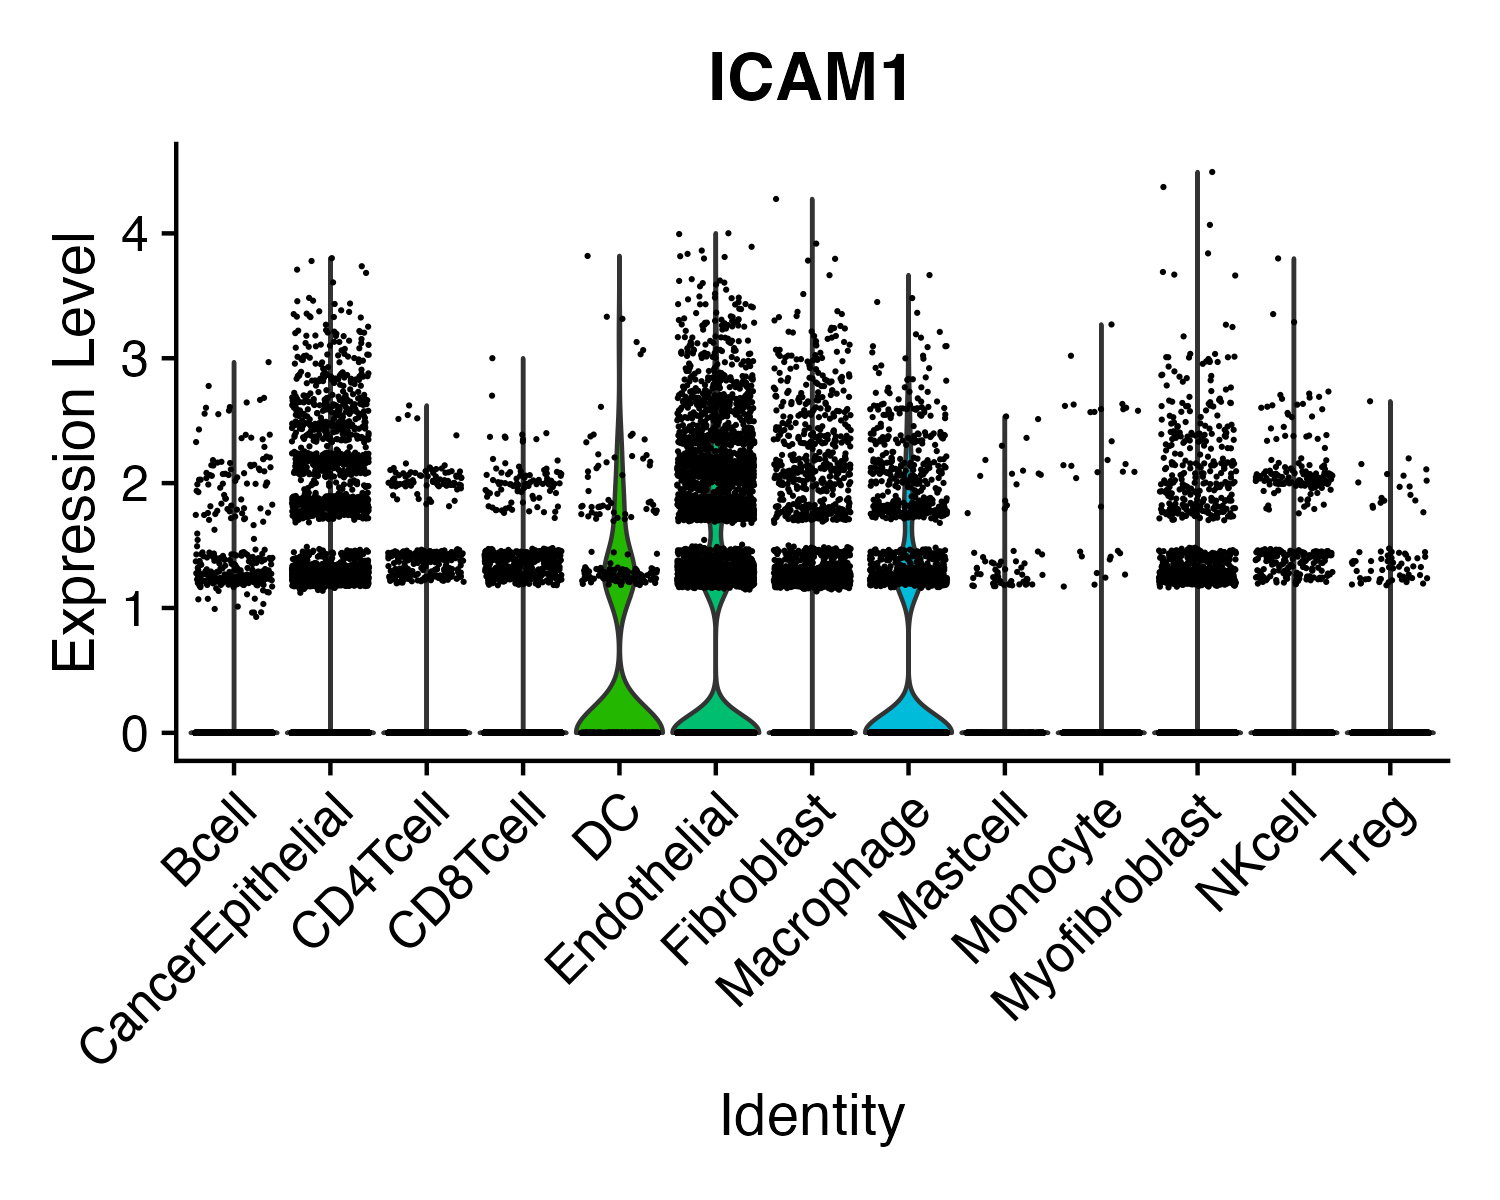 ICAM1
Expression Level
4
3
2
1
0
Bcell
CancerEpithelial
CD4Tcell
CD8Tcell
DC
Endothelial
Fibroblast
Macrophage
Mastcell
Monocyte
Myofibroblast
NKcell
Treg
Identity